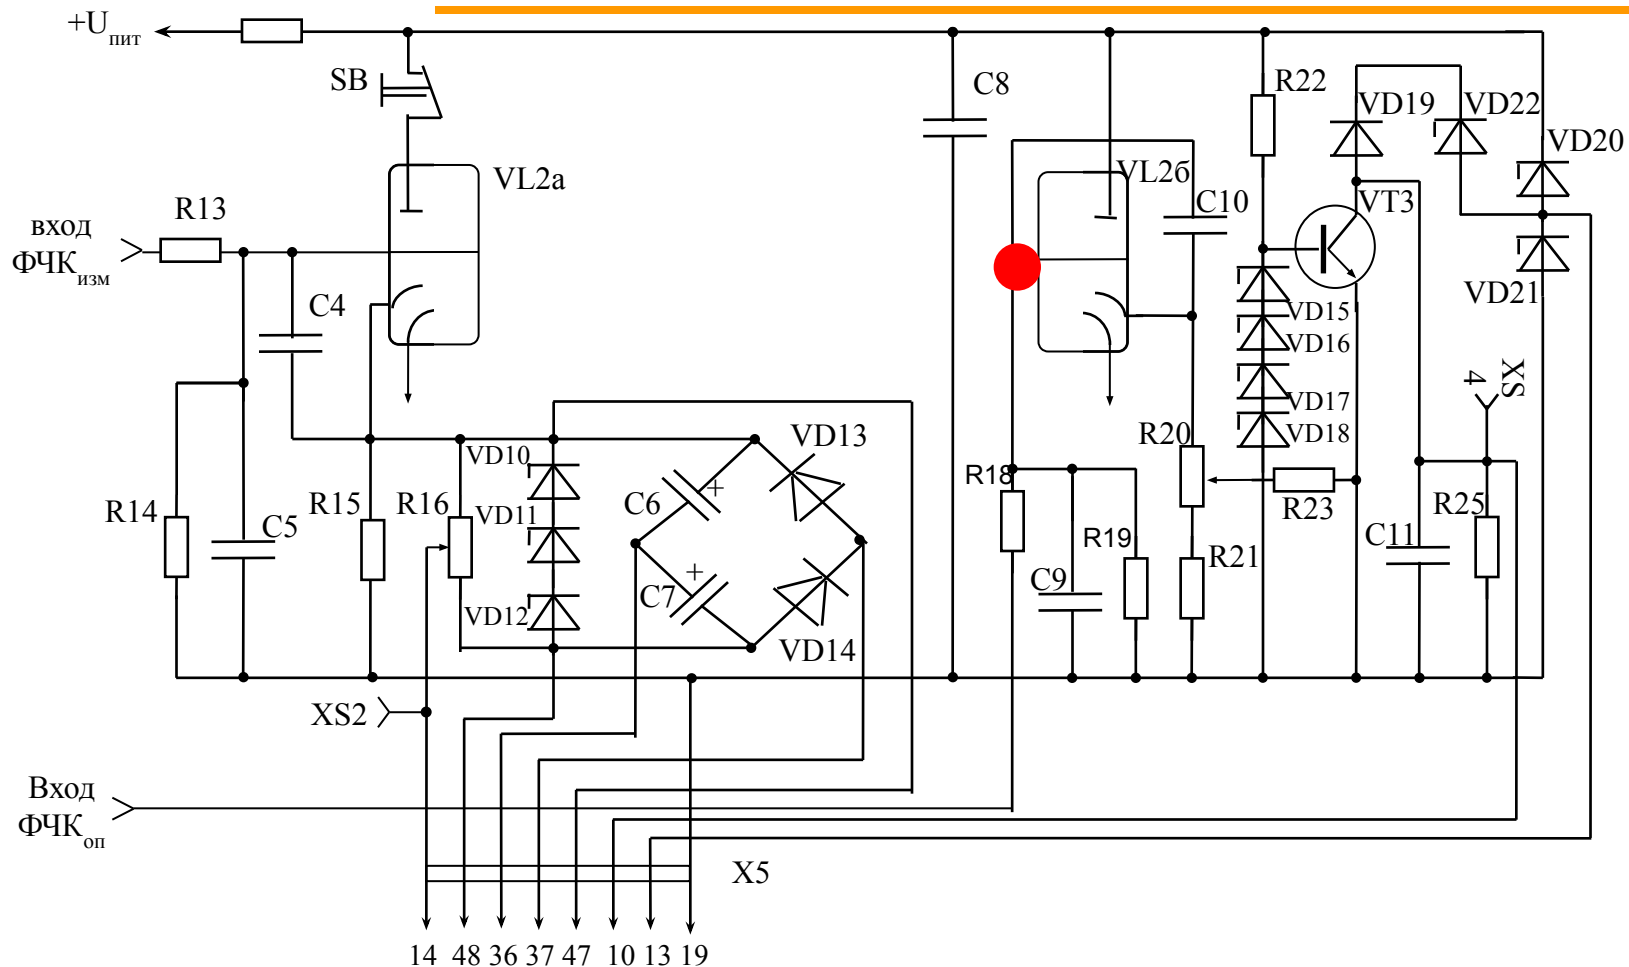 +Uпит
SB
C8
R22
VD19
VD22
VD20
VL2а
VL2б
R13
C10
VT3
вход
ФЧКизм
VD21
C4
VD15
VD16
XS
4
VD17
VD18
R20
VD13
VD10
R18
C6
+
R14
R15
R16
VD11
C5
R23
R25
C11
R19
R21
+
C7
C9
VD12
VD14
XS2
Вход
ФЧКоп
X5
14 48 36 37 47 10 13 19